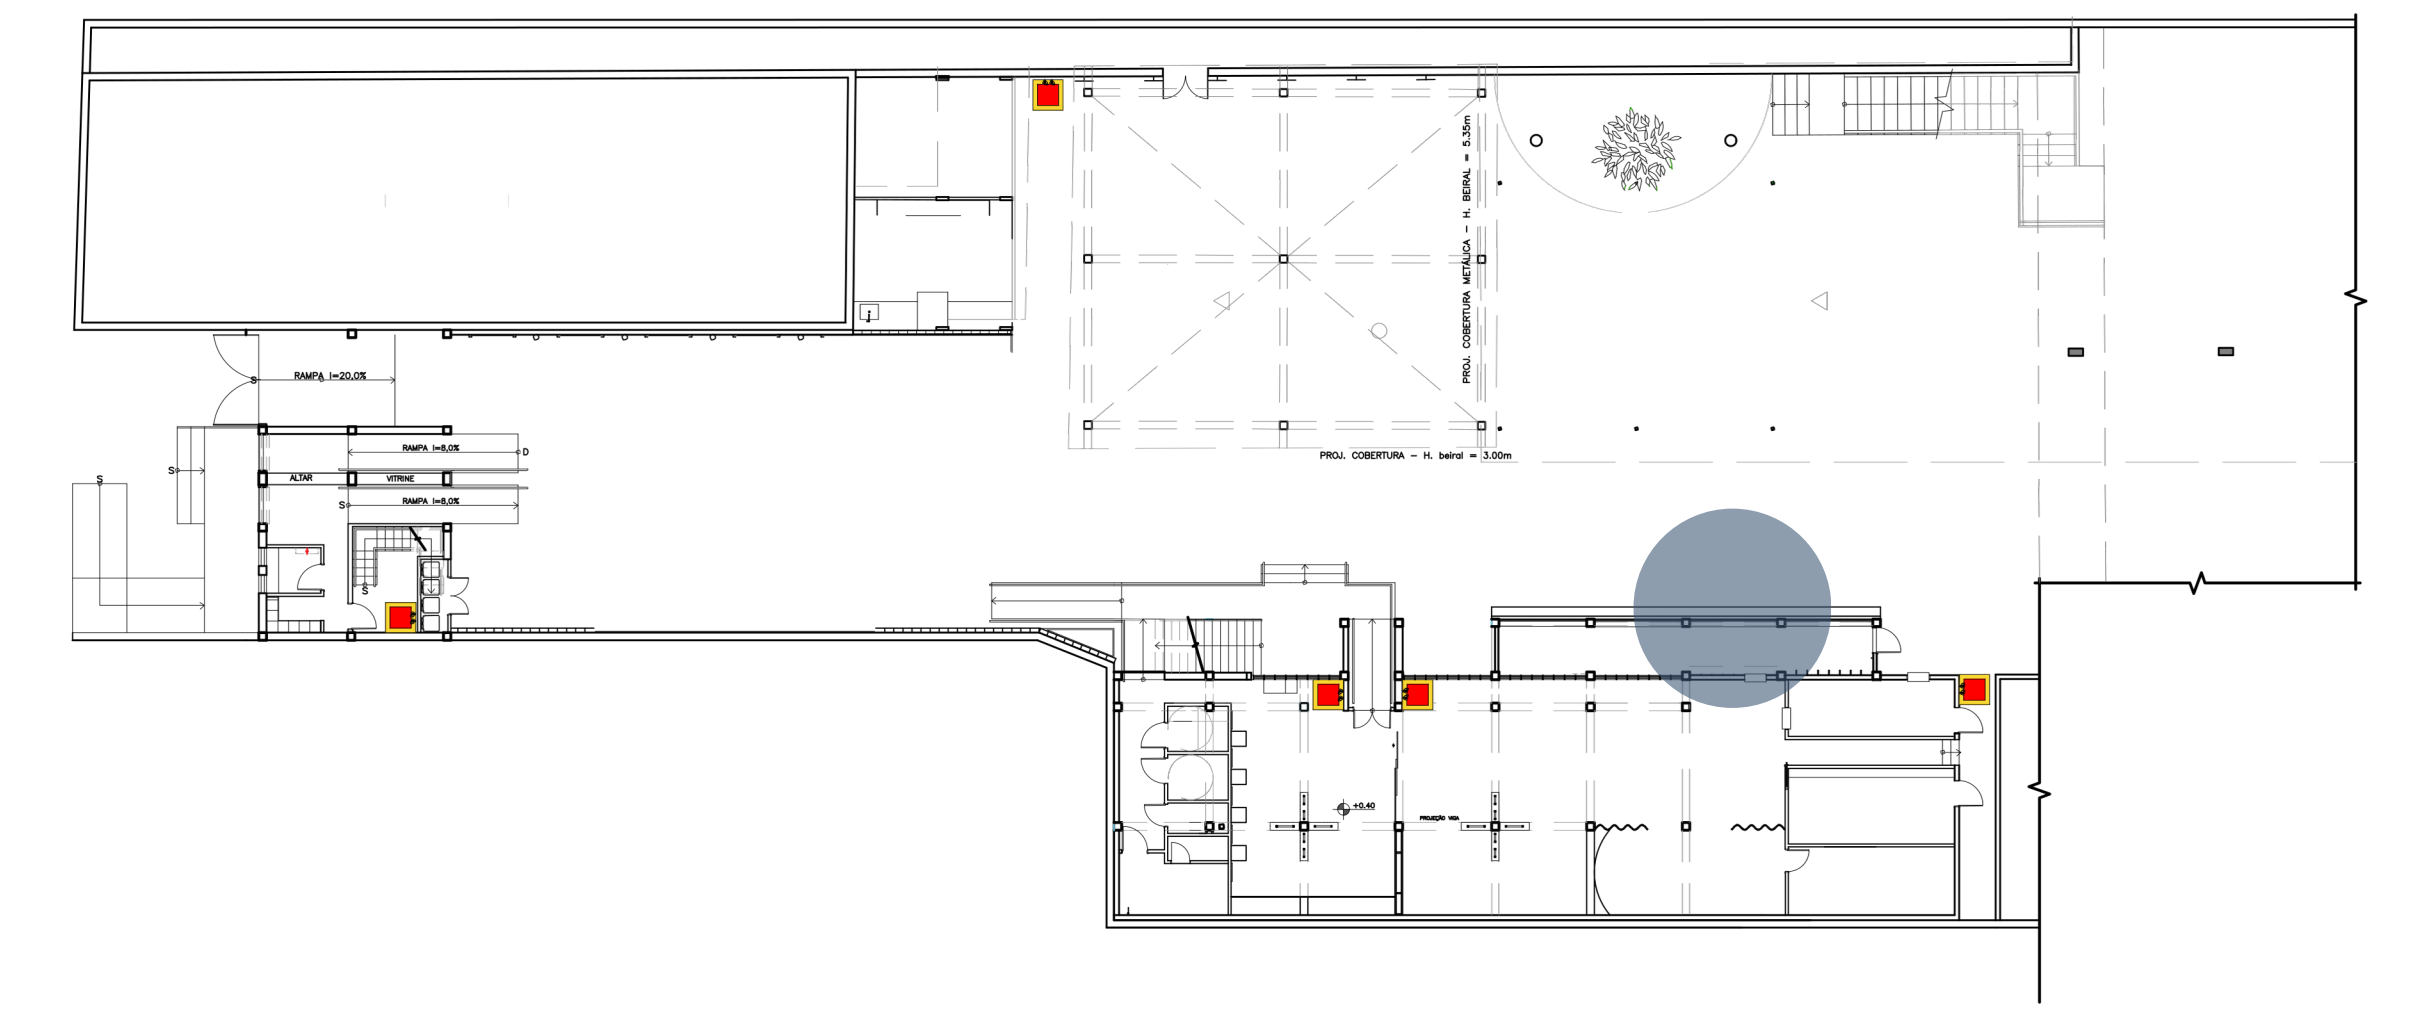 PROJ. COBERTURA METÁLICA - H. BEIRAL = 5.35m
RAMPA I=20,0%
S
RAMPA I=8,0%
D
S
ALTAR
VITRINE
S
RAMPA I=8,0%
S
S
PROJ. COBERTURA - H. beiral = 3.00m
+0.40
PROJEÇÃO VIGA